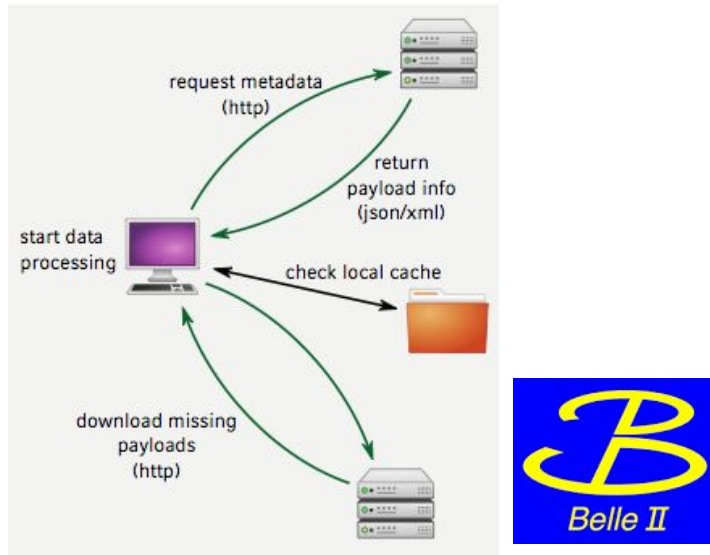 request metadata
(http)
return
payload info
(json/xml)
start data
processing
check local cache
download missing
payloads
(http)
B
Belle II